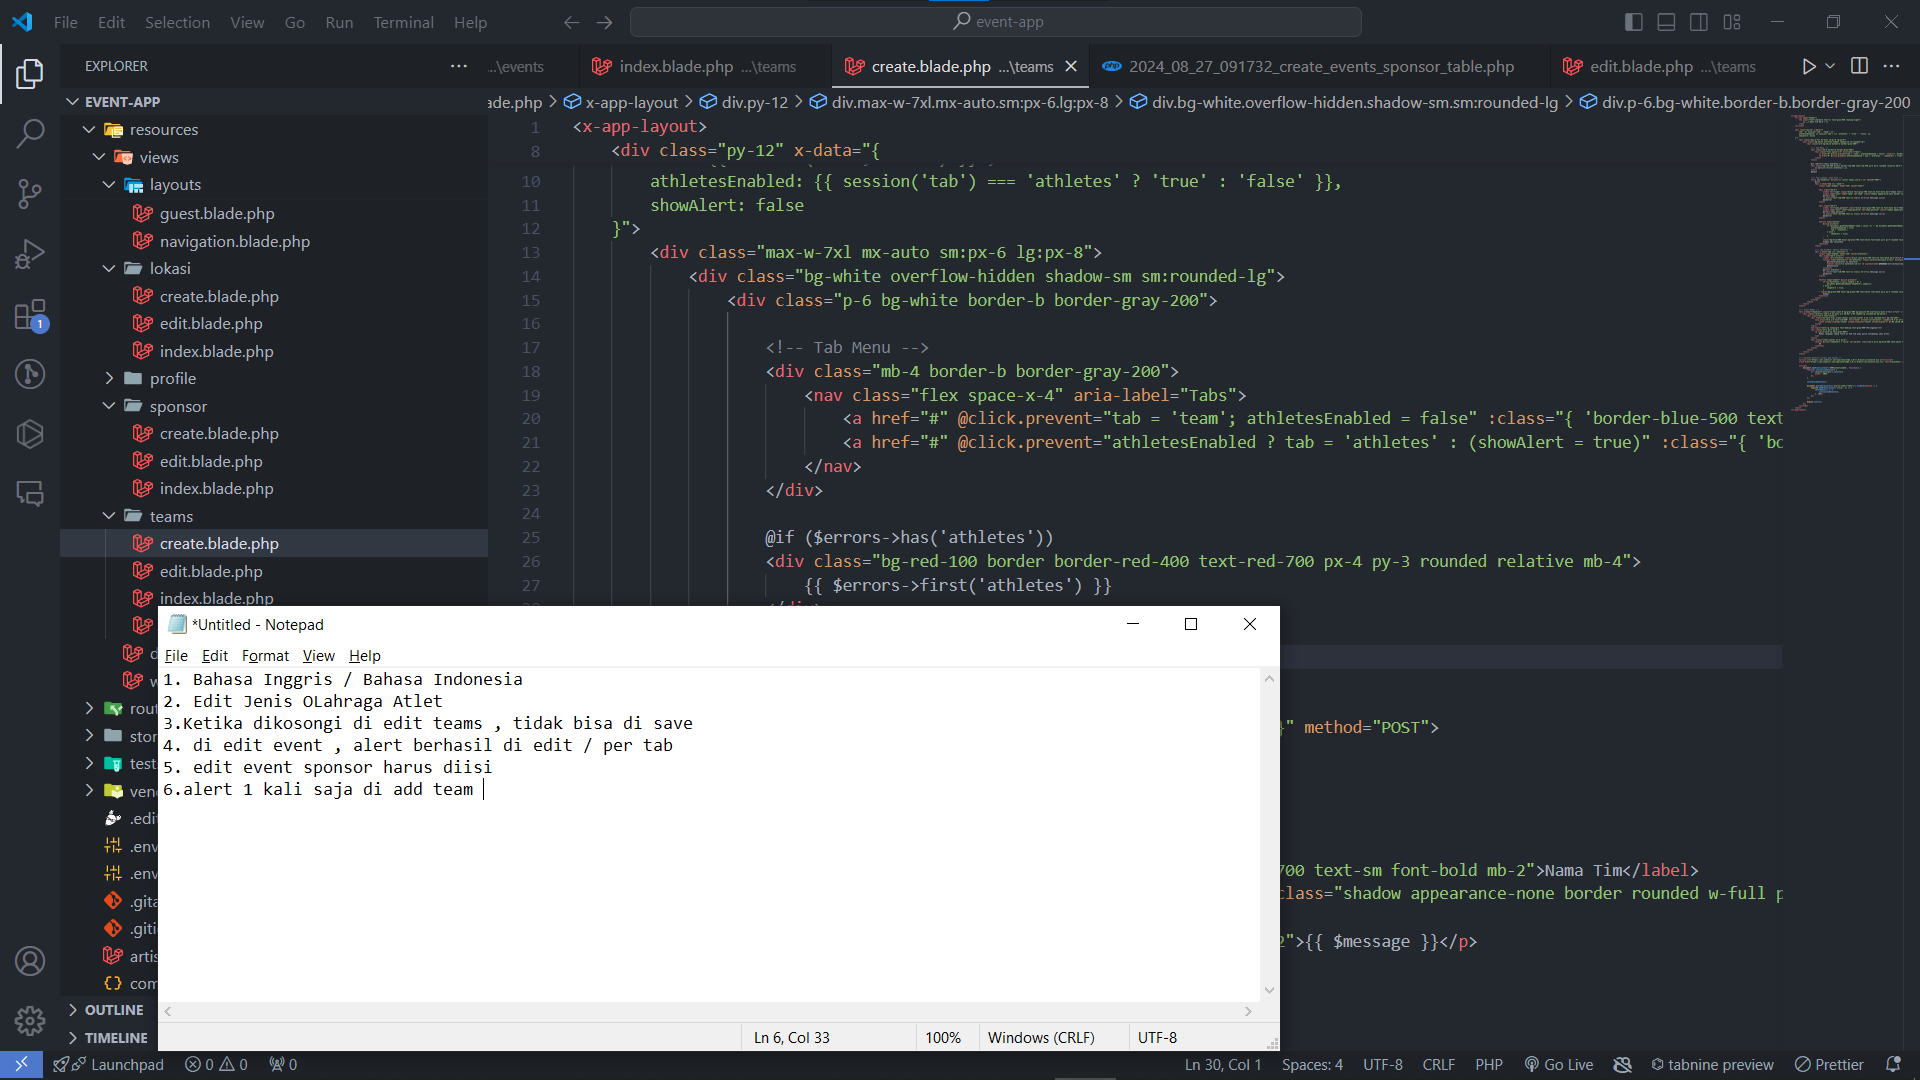 File Edit Selection View Go Run Terminal Help
event-app
EXPLORER
...\events
index.blade.php ...\teams
create.blade.php ...\teams
2024_08_27_091732_create_events_sponsor_table.php
edit.blade.php ...\teams
ade.php > x-app-layout > div.py-12 > div.max-w-7xl.mx-auto.sm:px-6.lg:px-8 > div.bg-white.overflow-hidden.shadow-sm.sm:rounded-lg > div.p-6.bg-white.border-b.border-gray-200
EVENT-APP
resources
views
layouts
guest.blade.php
navigation.blade.php
lokasi
create.blade.php
edit.blade.php
index.blade.php
profile
sponsor
create.blade.php
edit.blade.php
index.blade.php
teams
create.blade.php
edit.blade.php
index.blade.php
d
w
rout
stor
test
vend
.edit
.env
.env
.gita
.giti
artis
com
OUTLINE
TIMELINE
1
1 <x-app-layout>
8 <div class="py-12" x-data="{
10 athletesEnabled: {{ session('tab') === 'athletes' ? 'true' : 'false' }},
11 showAlert: false
12 }">
13 <div class="max-w-7xl mx-auto sm:px-6 lg:px-8">
14 <div class="bg-white overflow-hidden shadow-sm sm:rounded-lg">
15 <div class="p-6 bg-white border-b border-gray-200">
16
17 <!-- Tab Menu -->
18 <div class="mb-4 border-b border-gray-200">
19 <nav class="flex space-x-4" aria-label="Tabs">
20 <a href="#" @click.prevent="tab = 'team'; athletesEnabled = false" :class="{ 'border-blue-500 text
21 <a href="#" @click.prevent="athletesEnabled ? tab = 'athletes' : (showAlert = true)" :class="{ 'bo
22 </nav>
23 </div>
24
25 @if ($errors->has('athletes'))
26 <div class="bg-red-100 border border-red-400 text-red-700 px-4 py-3 rounded relative mb-4">
27 {{ $errors->first('athletes') }}
}" method="POST">
700 text-sm font-bold mb-2">Nama Tim</label>
class="shadow appearance-none border rounded w-full p
2">{{ $message }}</p>
*Untitled - Notepad
File Edit Format View Help
1. Bahasa Inggris / Bahasa Indonesia
2. Edit Jenis OLahraga Atlet
3.Ketika dikosongi di edit teams , tidak bisa di save
4. di edit event , alert berhasil di edit / per tab
5. edit event sponsor harus diisi
6.alert 1 kali saja di add team
Ln 6, Col 33 100% Windows (CRLF) UTF-8
Launchpad 0 0 0 Ln 30, Col 1 Spaces: 4 UTF-8 CRLF PHP Go Live tabnine preview Prettier